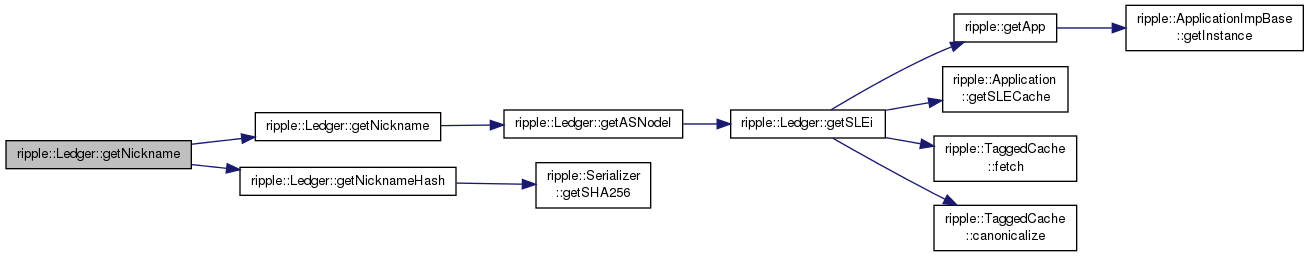 ripple::Ledger::getNickname
ripple::Ledger::getNickname
ripple::Ledger::getNicknameHash
ripple::Ledger::getASNodeI
ripple::Serializer
::getSHA256
ripple::Ledger::getSLEi
ripple::getApp
ripple::Application
::getSLECache
ripple::TaggedCache
::fetch
ripple::TaggedCache
::canonicalize
ripple::ApplicationImpBase
::getInstance